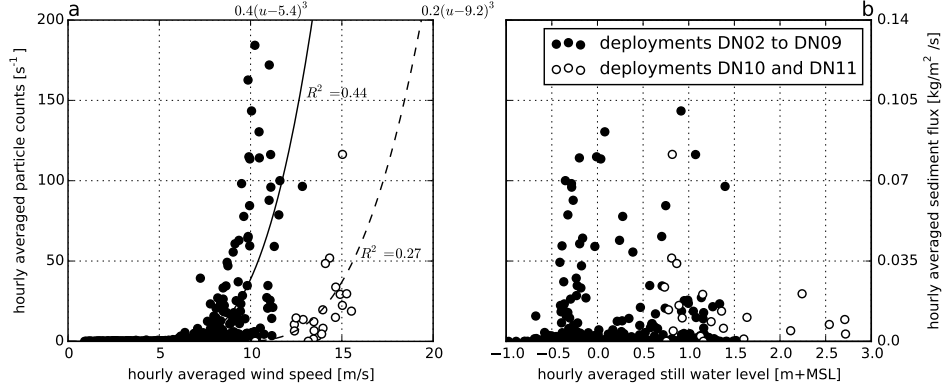 a
0.4(u−5.4)³
0.2(u−9.2)³
b
200
150
100
50
0
hourly averaged particle counts [s⁻¹]
R² =0.44
R² =0.27
0 5 10 15 20
hourly averaged wind speed [m/s]
deployments DN02 to DN09
deployments DN10 and DN11
0.14
0.105
0.07
0.035
0.0
hourly averaged sediment flux [kg/m² /s]
−1.0 −0.5 0.0 0.5 1.0 1.5 2.0 2.5 3.0
hourly averaged still water level [m+MSL]